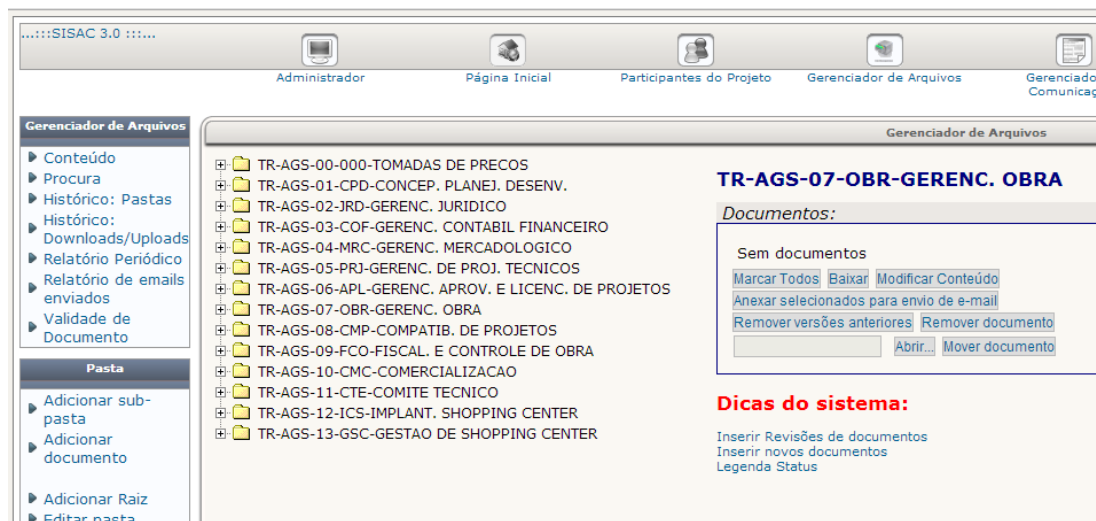 ...:::SISAC 3.0 :::...
Administrador
Página Inicial
Participantes do Projeto
Gerenciador de Arquivos
Gerenciado
Comunicaç
Gerenciador de Arquivos
Conteúdo
Procura
Histórico: Pastas
Histórico:
Downloads/Uploads
Relatório Periódico
Relatório de emails
enviados
Validade de
Documento
Pasta
Adicionar sub-
pasta
Adicionar
documento
Adicionar Raiz
Editar pasta
Gerenciador de Arquivos
TR-AGS-00-000-TOMADAS DE PRECOS
TR-AGS-01-CPD-CONCEP. PLANEJ. DESENV.
TR-AGS-02-JRD-GERENC. JURIDICO
TR-AGS-03-COF-GERENC. CONTABIL FINANCEIRO
TR-AGS-04-MRC-GERENC. MERCADOLOGICO
TR-AGS-05-PRJ-GERENC. DE PROJ. TECNICOS
TR-AGS-06-APL-GERENC. APROV. E LICENC. DE PROJETOS
TR-AGS-07-OBR-GERENC. OBRA
TR-AGS-08-CMP-COMPATIB. DE PROJETOS
TR-AGS-09-FCO-FISCAL. E CONTROLE DE OBRA
TR-AGS-10-CMC-COMERCIALIZACAO
TR-AGS-11-CTE-COMITE TECNICO
TR-AGS-12-ICS-IMPLANT. SHOPPING CENTER
TR-AGS-13-GSC-GESTAO DE SHOPPING CENTER
TR-AGS-07-OBR-GERENC. OBRA
Documentos:
Sem documentos
Marcar Todos Baixar Modificar Conteúdo
Anexar selecionados para envio de e-mail
Remover versões anteriores Remover documento
Abrir... Mover documento
Dicas do sistema:
Inserir Revisões de documentos
Inserir novos documentos
Legenda Status